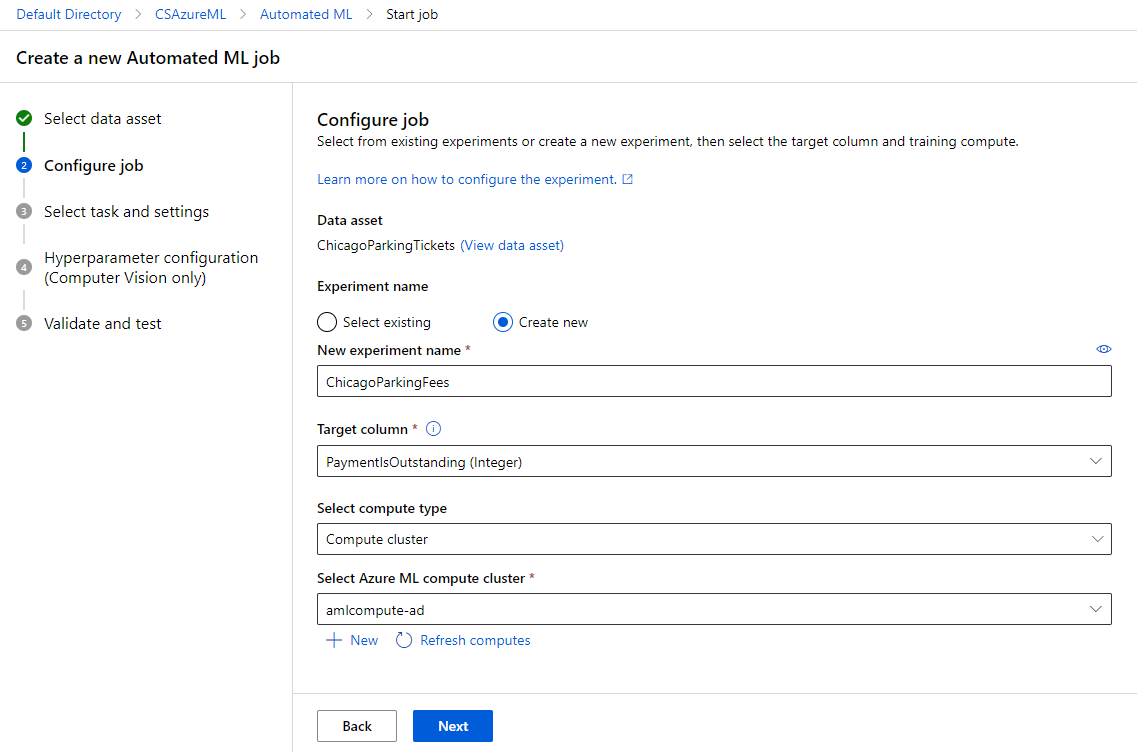 Default Directory > CSAzureML > Automated ML > Start job
Create a new Automated ML job
Select data asset
2 Configure job
3 Select task and settings
4 Hyperparameter configuration
(Computer Vision only)
5 Validate and test
Configure job
Select from existing experiments or create a new experiment, then select the target column and training compute.
Learn more on how to configure the experiment.
Data asset
ChicagoParkingTickets (View data asset)
Experiment name
Select existing Create new
New experiment name *
ChicagoParkingFees
Target column *
PaymentIsOutstanding (Integer)
Select compute type
Compute cluster
Select Azure ML compute cluster *
amlcompute-ad
New Refresh computes
Back Next